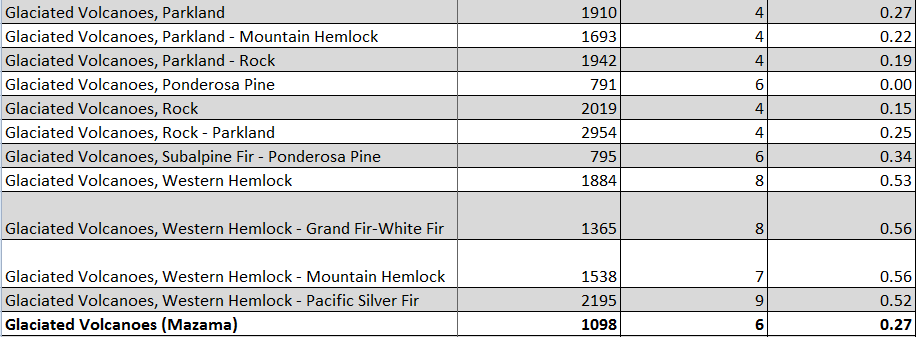 Glaciated Volcanoes, Parkland 1910 4 0.27
Glaciated Volcanoes, Parkland - Mountain Hemlock 1693 4 0.22
Glaciated Volcanoes, Parkland - Rock 1942 4 0.19
Glaciated Volcanoes, Ponderosa Pine 791 6 0.00
Glaciated Volcanoes, Rock 2019 4 0.15
Glaciated Volcanoes, Rock - Parkland 2954 4 0.25
Glaciated Volcanoes, Subalpine Fir - Ponderosa Pine 795 6 0.34
Glaciated Volcanoes, Western Hemlock 1884 8 0.53
Glaciated Volcanoes, Western Hemlock - Grand Fir-White Fir 1365 8 0.56
Glaciated Volcanoes, Western Hemlock - Mountain Hemlock 1538 7 0.56
Glaciated Volcanoes, Western Hemlock - Pacific Silver Fir 2195 9 0.52
Glaciated Volcanoes (Mazama) 1098 6 0.27